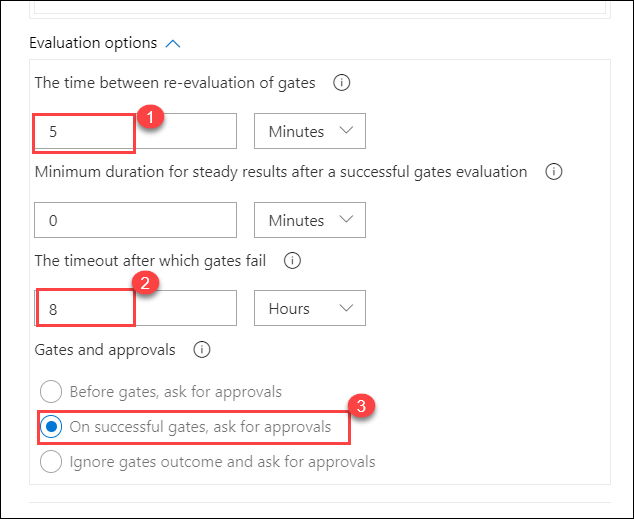 Evaluation options
The time between re-evaluation of gates
1
5 Minutes
Minimum duration for steady results after a successful gates evaluation
0 Minutes
The timeout after which gates fail
2
8 Hours
Gates and approvals
Before gates, ask for approvals
3
On successful gates, ask for approvals
Ignore gates outcome and ask for approvals